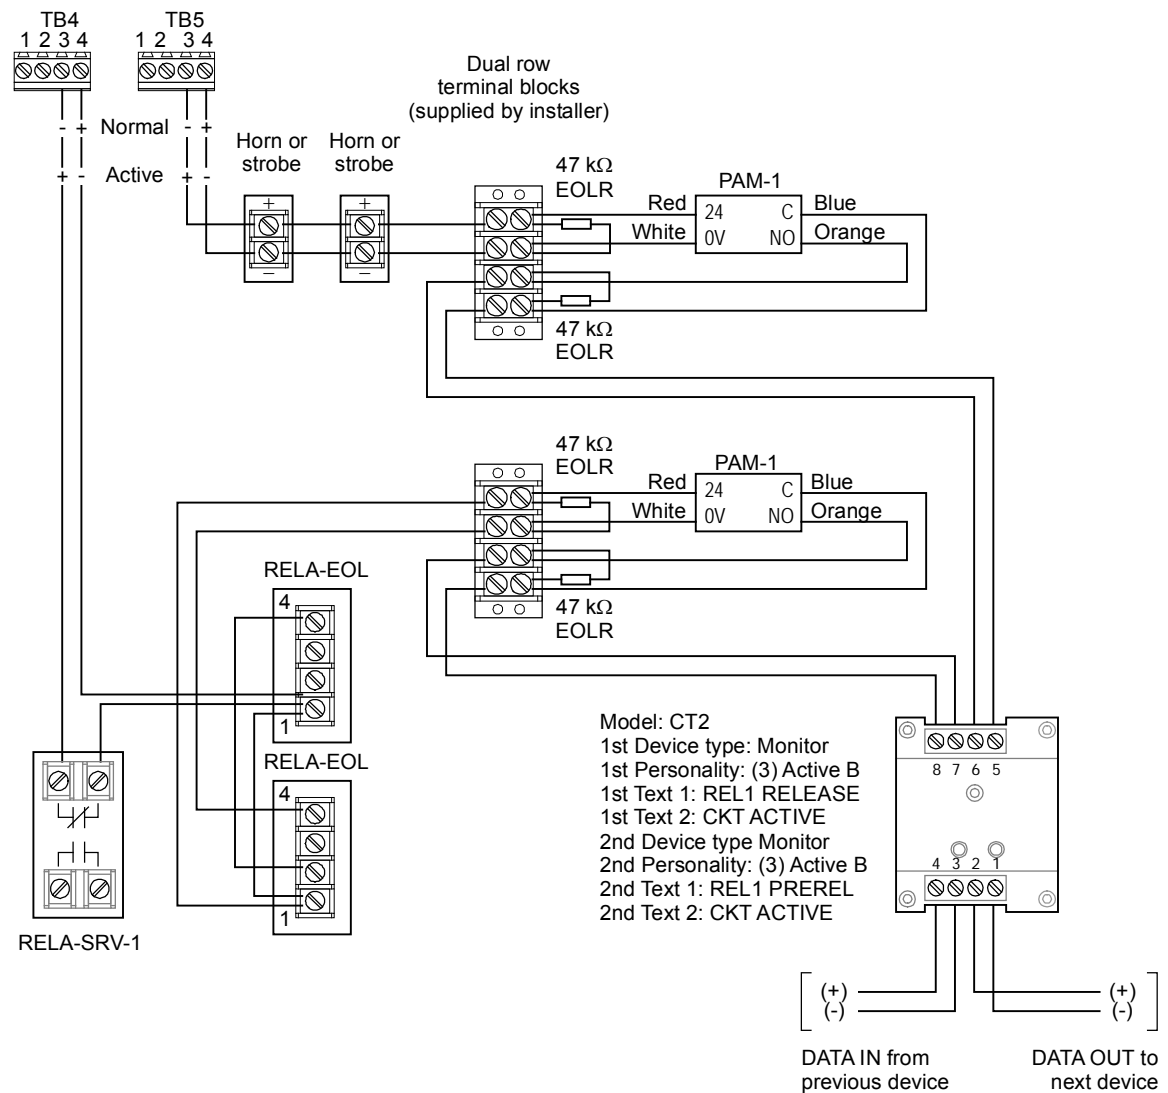 TB4
TB5
1 2 3 4
1 2 3 4
- + Normal - +
+ - Active + -
Dual row
terminal blocks
(supplied by installer)
Horn or
strobe
Horn or
strobe
+
+
–
–
47 kΩ
EOLR
PAM-1
Red 24 C Blue
White 0V NO Orange
47 kΩ
EOLR
47 kΩ
EOLR
PAM-1
Red 24 C Blue
White 0V NO Orange
47 kΩ
EOLR
RELA-EOL
4
1
RELA-EOL
4
1
RELA-SRV-1
Model: CT2
1st Device type: Monitor
1st Personality: (3) Active B
1st Text 1: REL1 RELEASE
1st Text 2: CKT ACTIVE
2nd Device type Monitor
2nd Personality: (3) Active B
2nd Text 1: REL1 PREREL
2nd Text 2: CKT ACTIVE
8 7 6 5
4 3 2 1
(+)
(-)
(+)
(-)
DATA IN from
previous device
DATA OUT to
next device